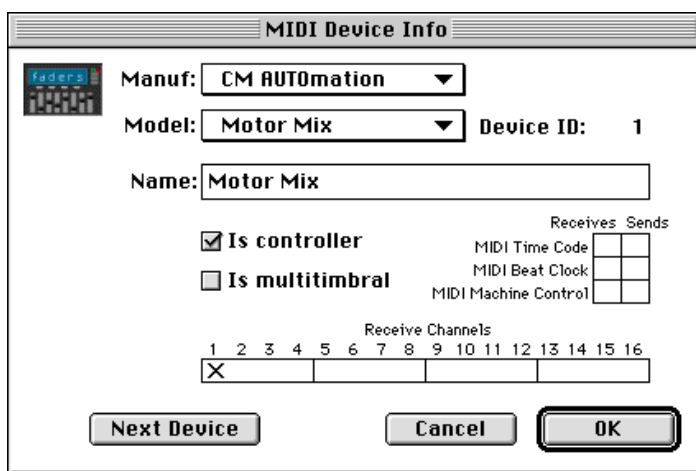 MIDI Device Info
faders
Manuf: CM AUTOmation
Model: Motor Mix Device ID: 1
Name: Motor Mix
Receives Sends
Is controller
MIDI Time Code
MIDI Beat Clock
Is multitimbral
MIDI Machine Control
Receive Channels
1 2 3 4 5 6 7 8 9 10 11 12 13 14 15 16
X
Next Device Cancel OK